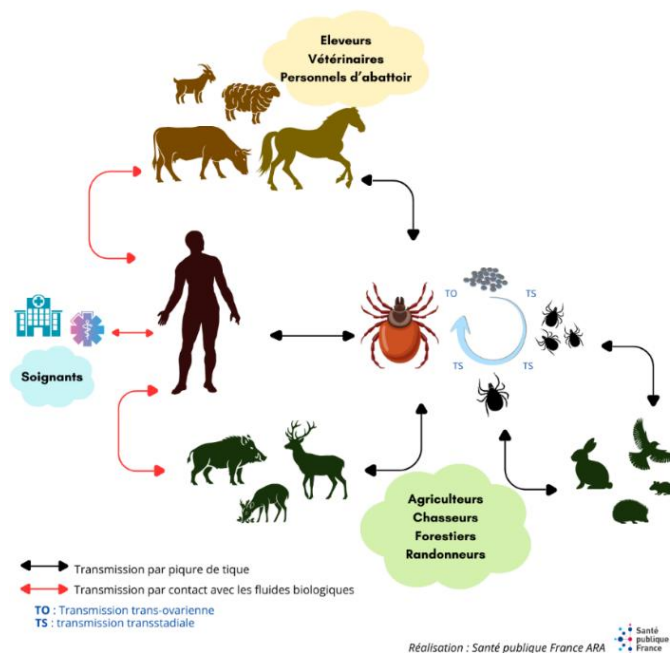 Eleveurs
Vétérinaires
Personnels d'abattoir
TO
TS
TS
TS
Soignants
Agriculteurs
Chasseurs
Forestiers
Randonneurs
Transmission par piqure de tique
Transmission par contact avec les fluides biologiques
TO : Transmission trans-ovarienne
TS : transmission transstadiale
Réalisation : Santé publique France ARA
Santé
publique
France